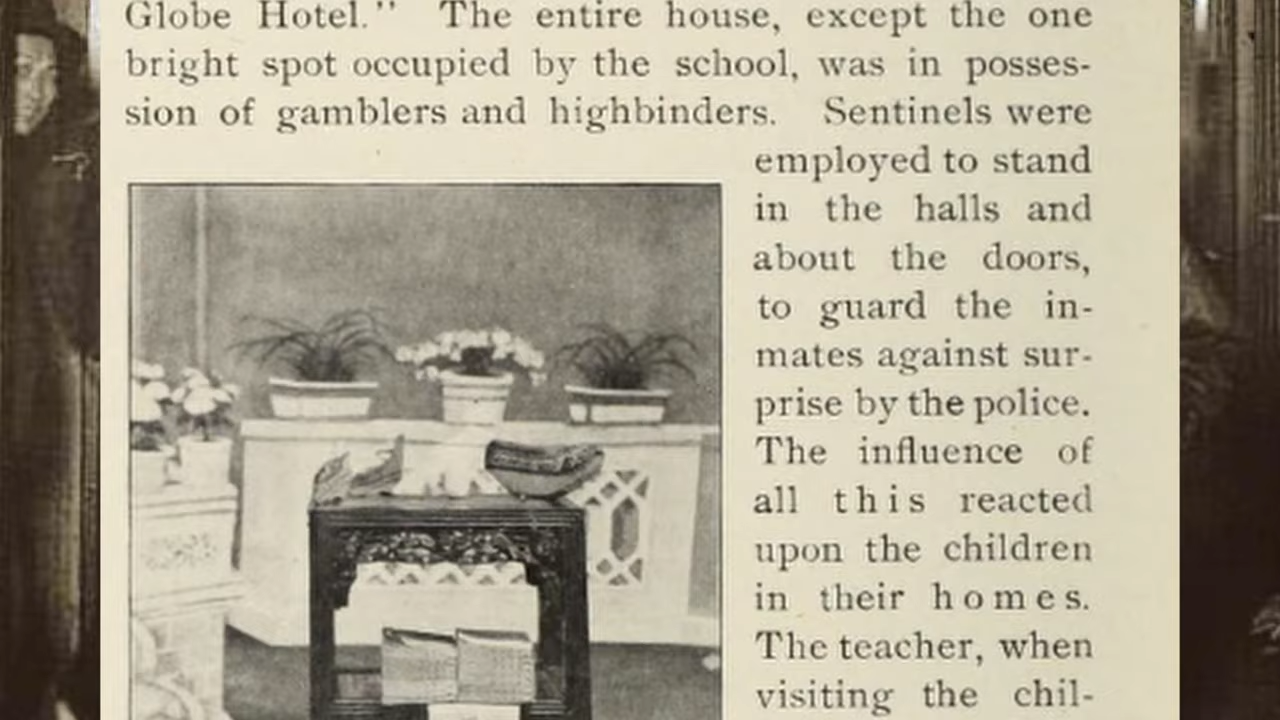 Globe Hotel." The entire house, except the one
bright spot occupied by the school, was in posses-
sion of gamblers and highbinders. Sentinels were
employed to stand
in the halls and
about the doors,
to guard the in-
mates against sur-
prise by the police.
The influence of
all this reacted
upon the children
in their homes.
The teacher, when
visiting the chil-